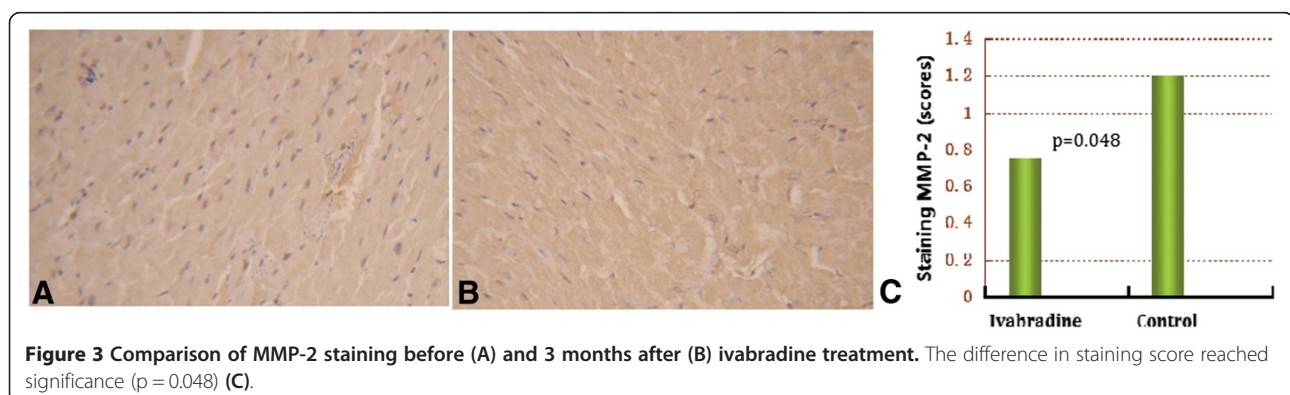 A
B
C
Staining MMP-2 (scores)
1.4
1.2
1
0.8
0.6
0.4
0.2
0
p=0.048
Ivabradine
Control
Figure 3 Comparison of MMP-2 staining before (A) and 3 months after (B) ivabradine treatment. The difference in staining score reached
significance (p = 0.048) (C).